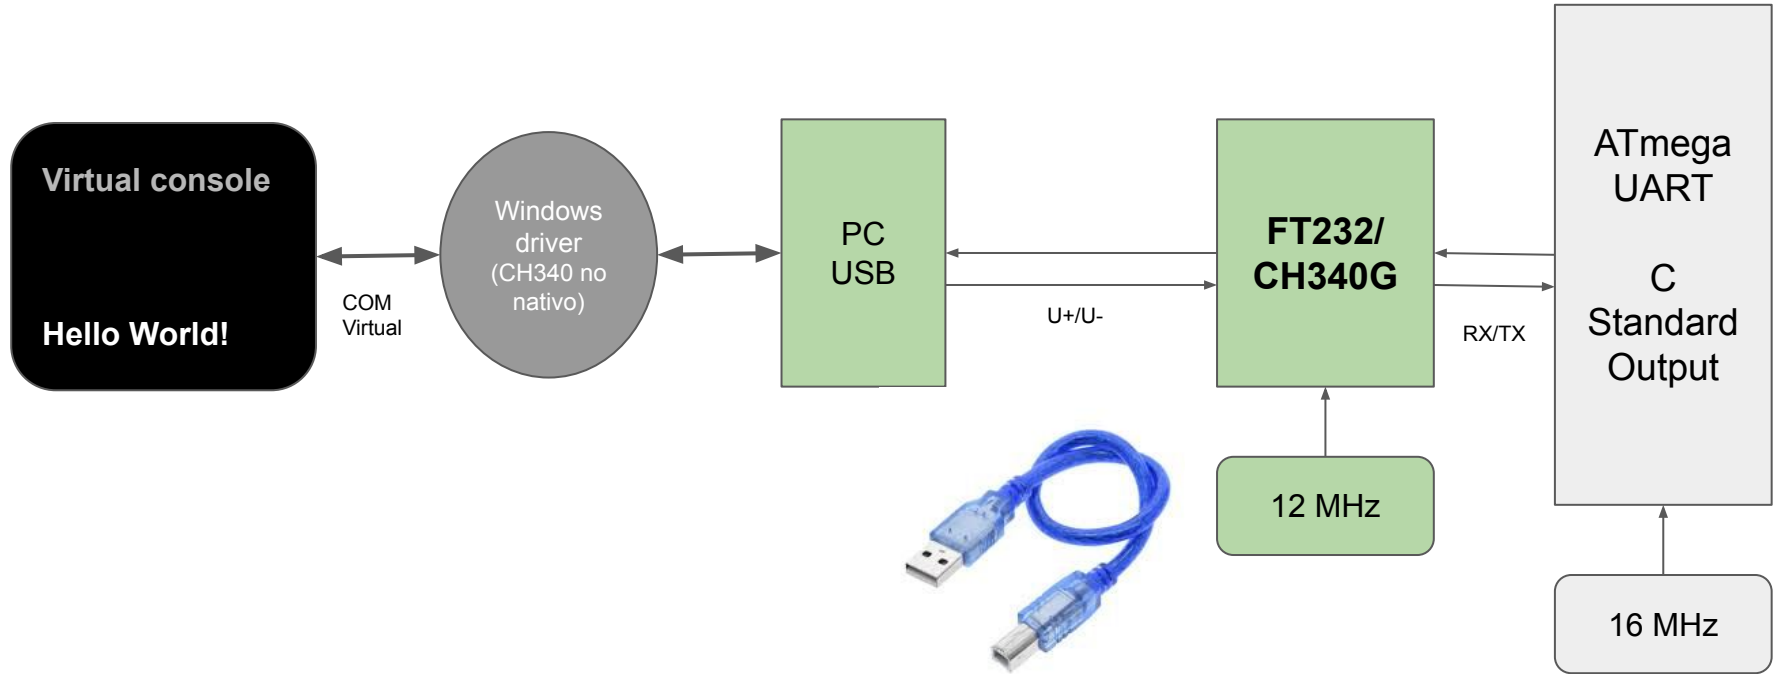 Virtual console
Hello World!
COM
Virtual
Windows
driver
(CH340 no
nativo)
PC
USB
U+/U-
FT232/
CH340G
12 MHz
RX/TX
ATmega
UART
C
Standard
Output
16 MHz